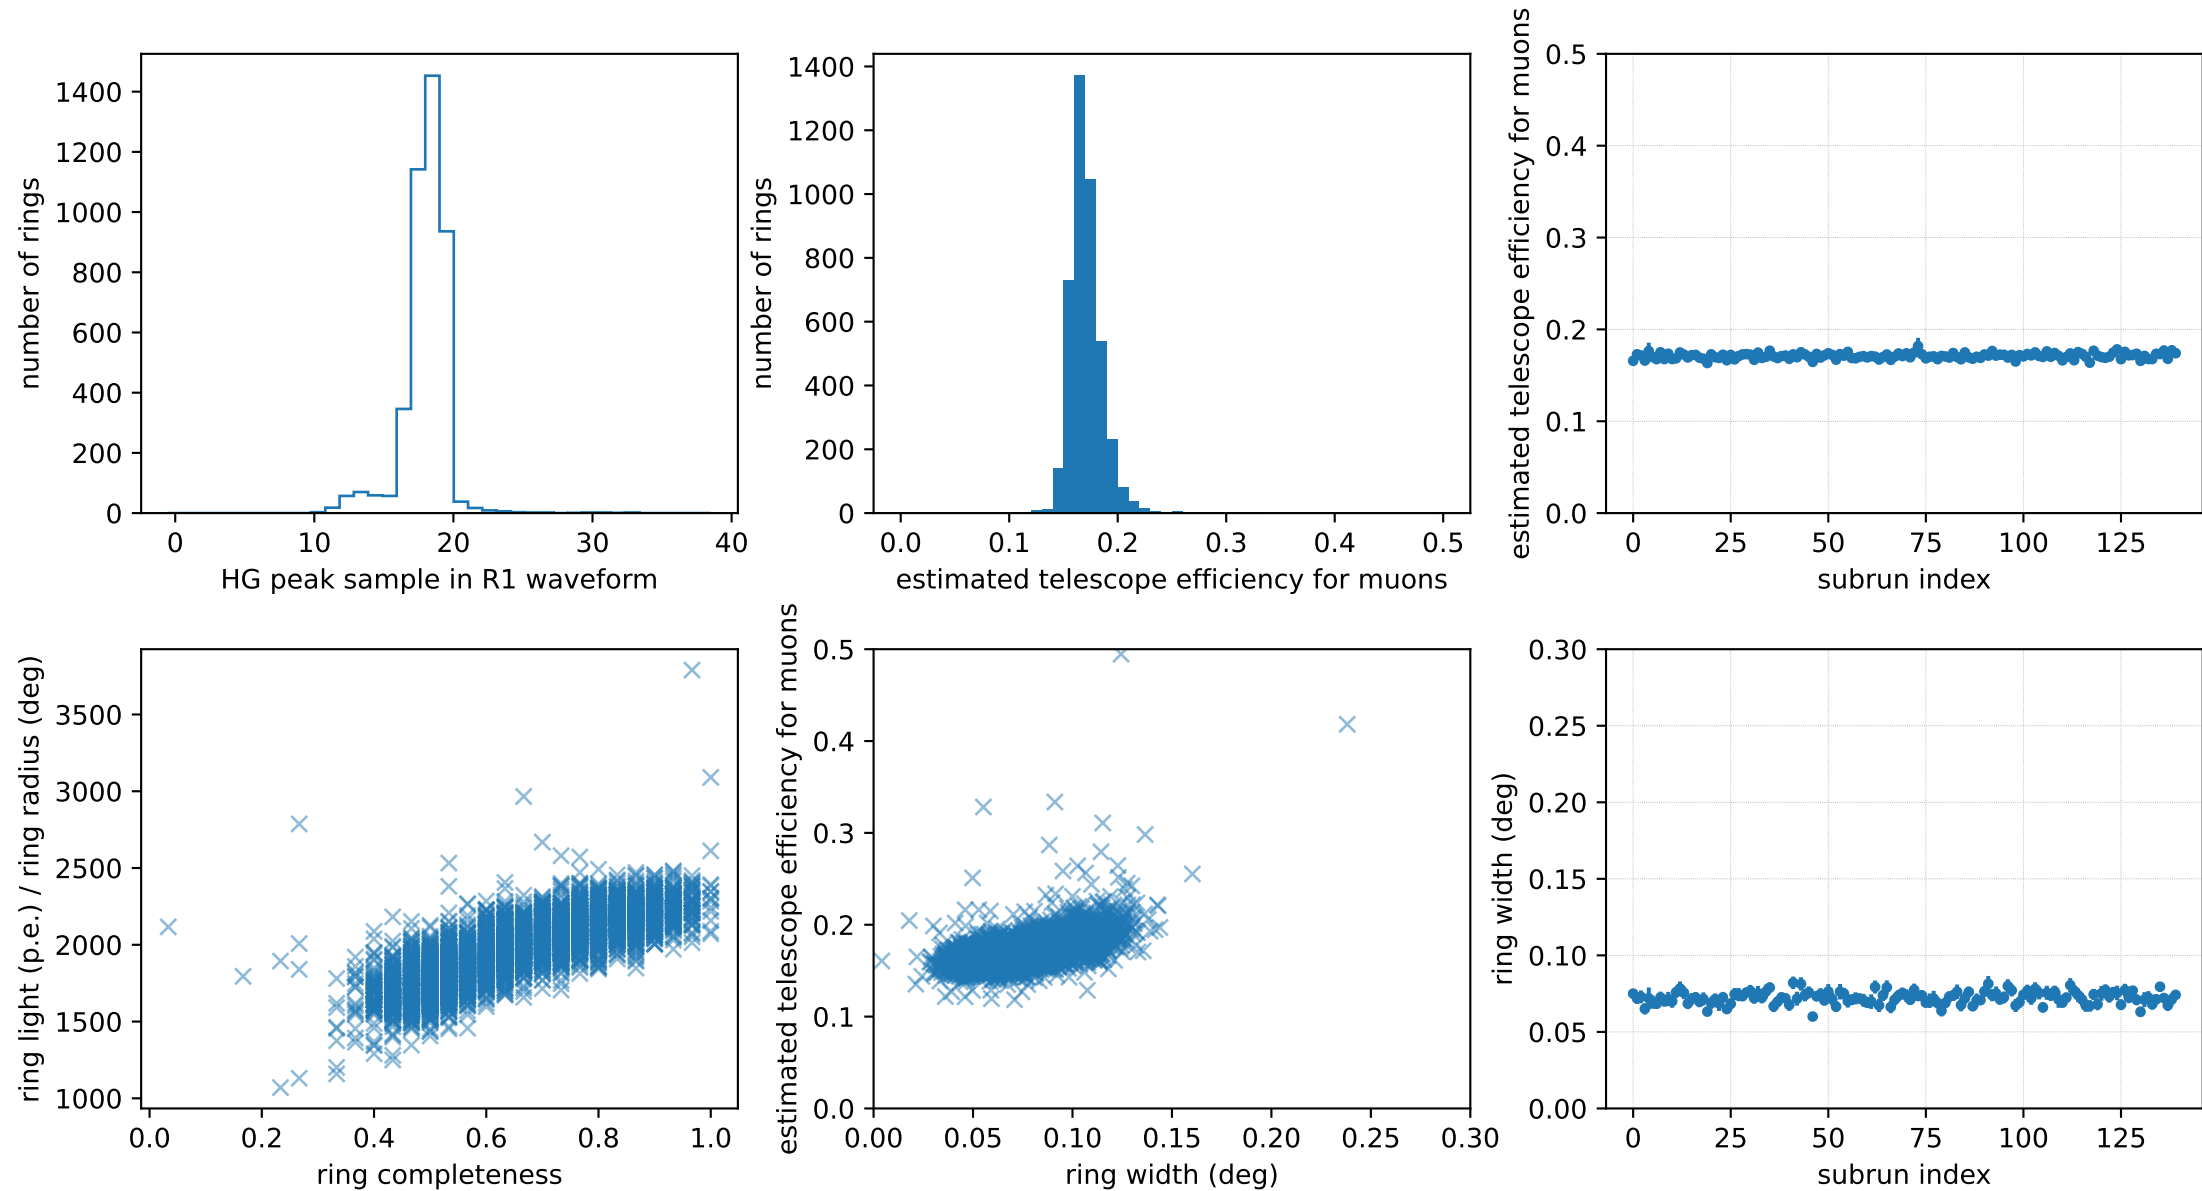 number of rings
1400
1200
1000
800
600
400
200
0
0 10 20 30 40
HG peak sample in R1 waveform
number of rings
1400
1200
1000
800
600
400
200
0
0.0 0.1 0.2 0.3 0.4 0.5
estimated telescope efficiency for muons
estimated telescope efficiency for muons
0.5
0.4
0.3
0.2
0.1
0.0
0 25 50 75 100 125
subrun index
ring light (p.e.) / ring radius (deg)
3500
3000
2500
2000
1500
1000
0.0 0.2 0.4 0.6 0.8 1.0
ring completeness
estimated telescope efficiency for muons
0.5
0.4
0.3
0.2
0.1
0.0
0.00 0.05 0.10 0.15 0.20 0.25 0.30
ring width (deg)
ring width (deg)
0.30
0.25
0.20
0.15
0.10
0.05
0.00
0 25 50 75 100 125
subrun index